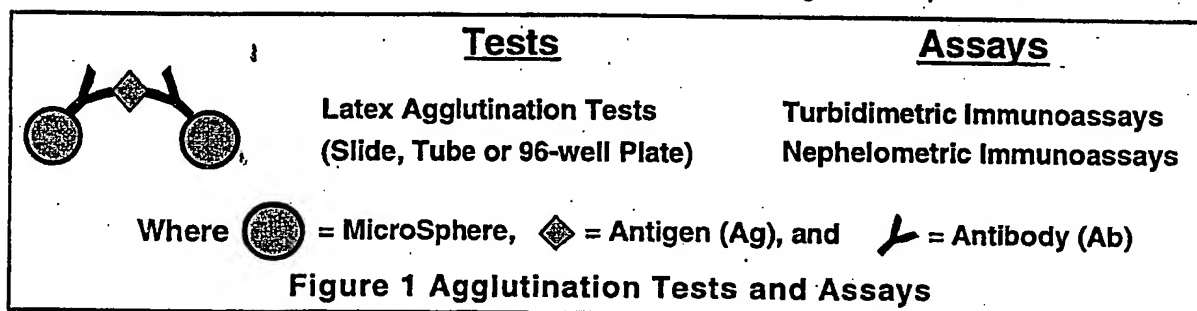 Tests
Assays
Latex Agglutination Tests
(Slide, Tube or 96-well Plate)
Turbidimetric Immunoassays
Nephelometric Immunoassays
Where = MicroSphere, = Antigen (Ag), and = Antibody (Ab)
Figure 1 Agglutination Tests and Assays